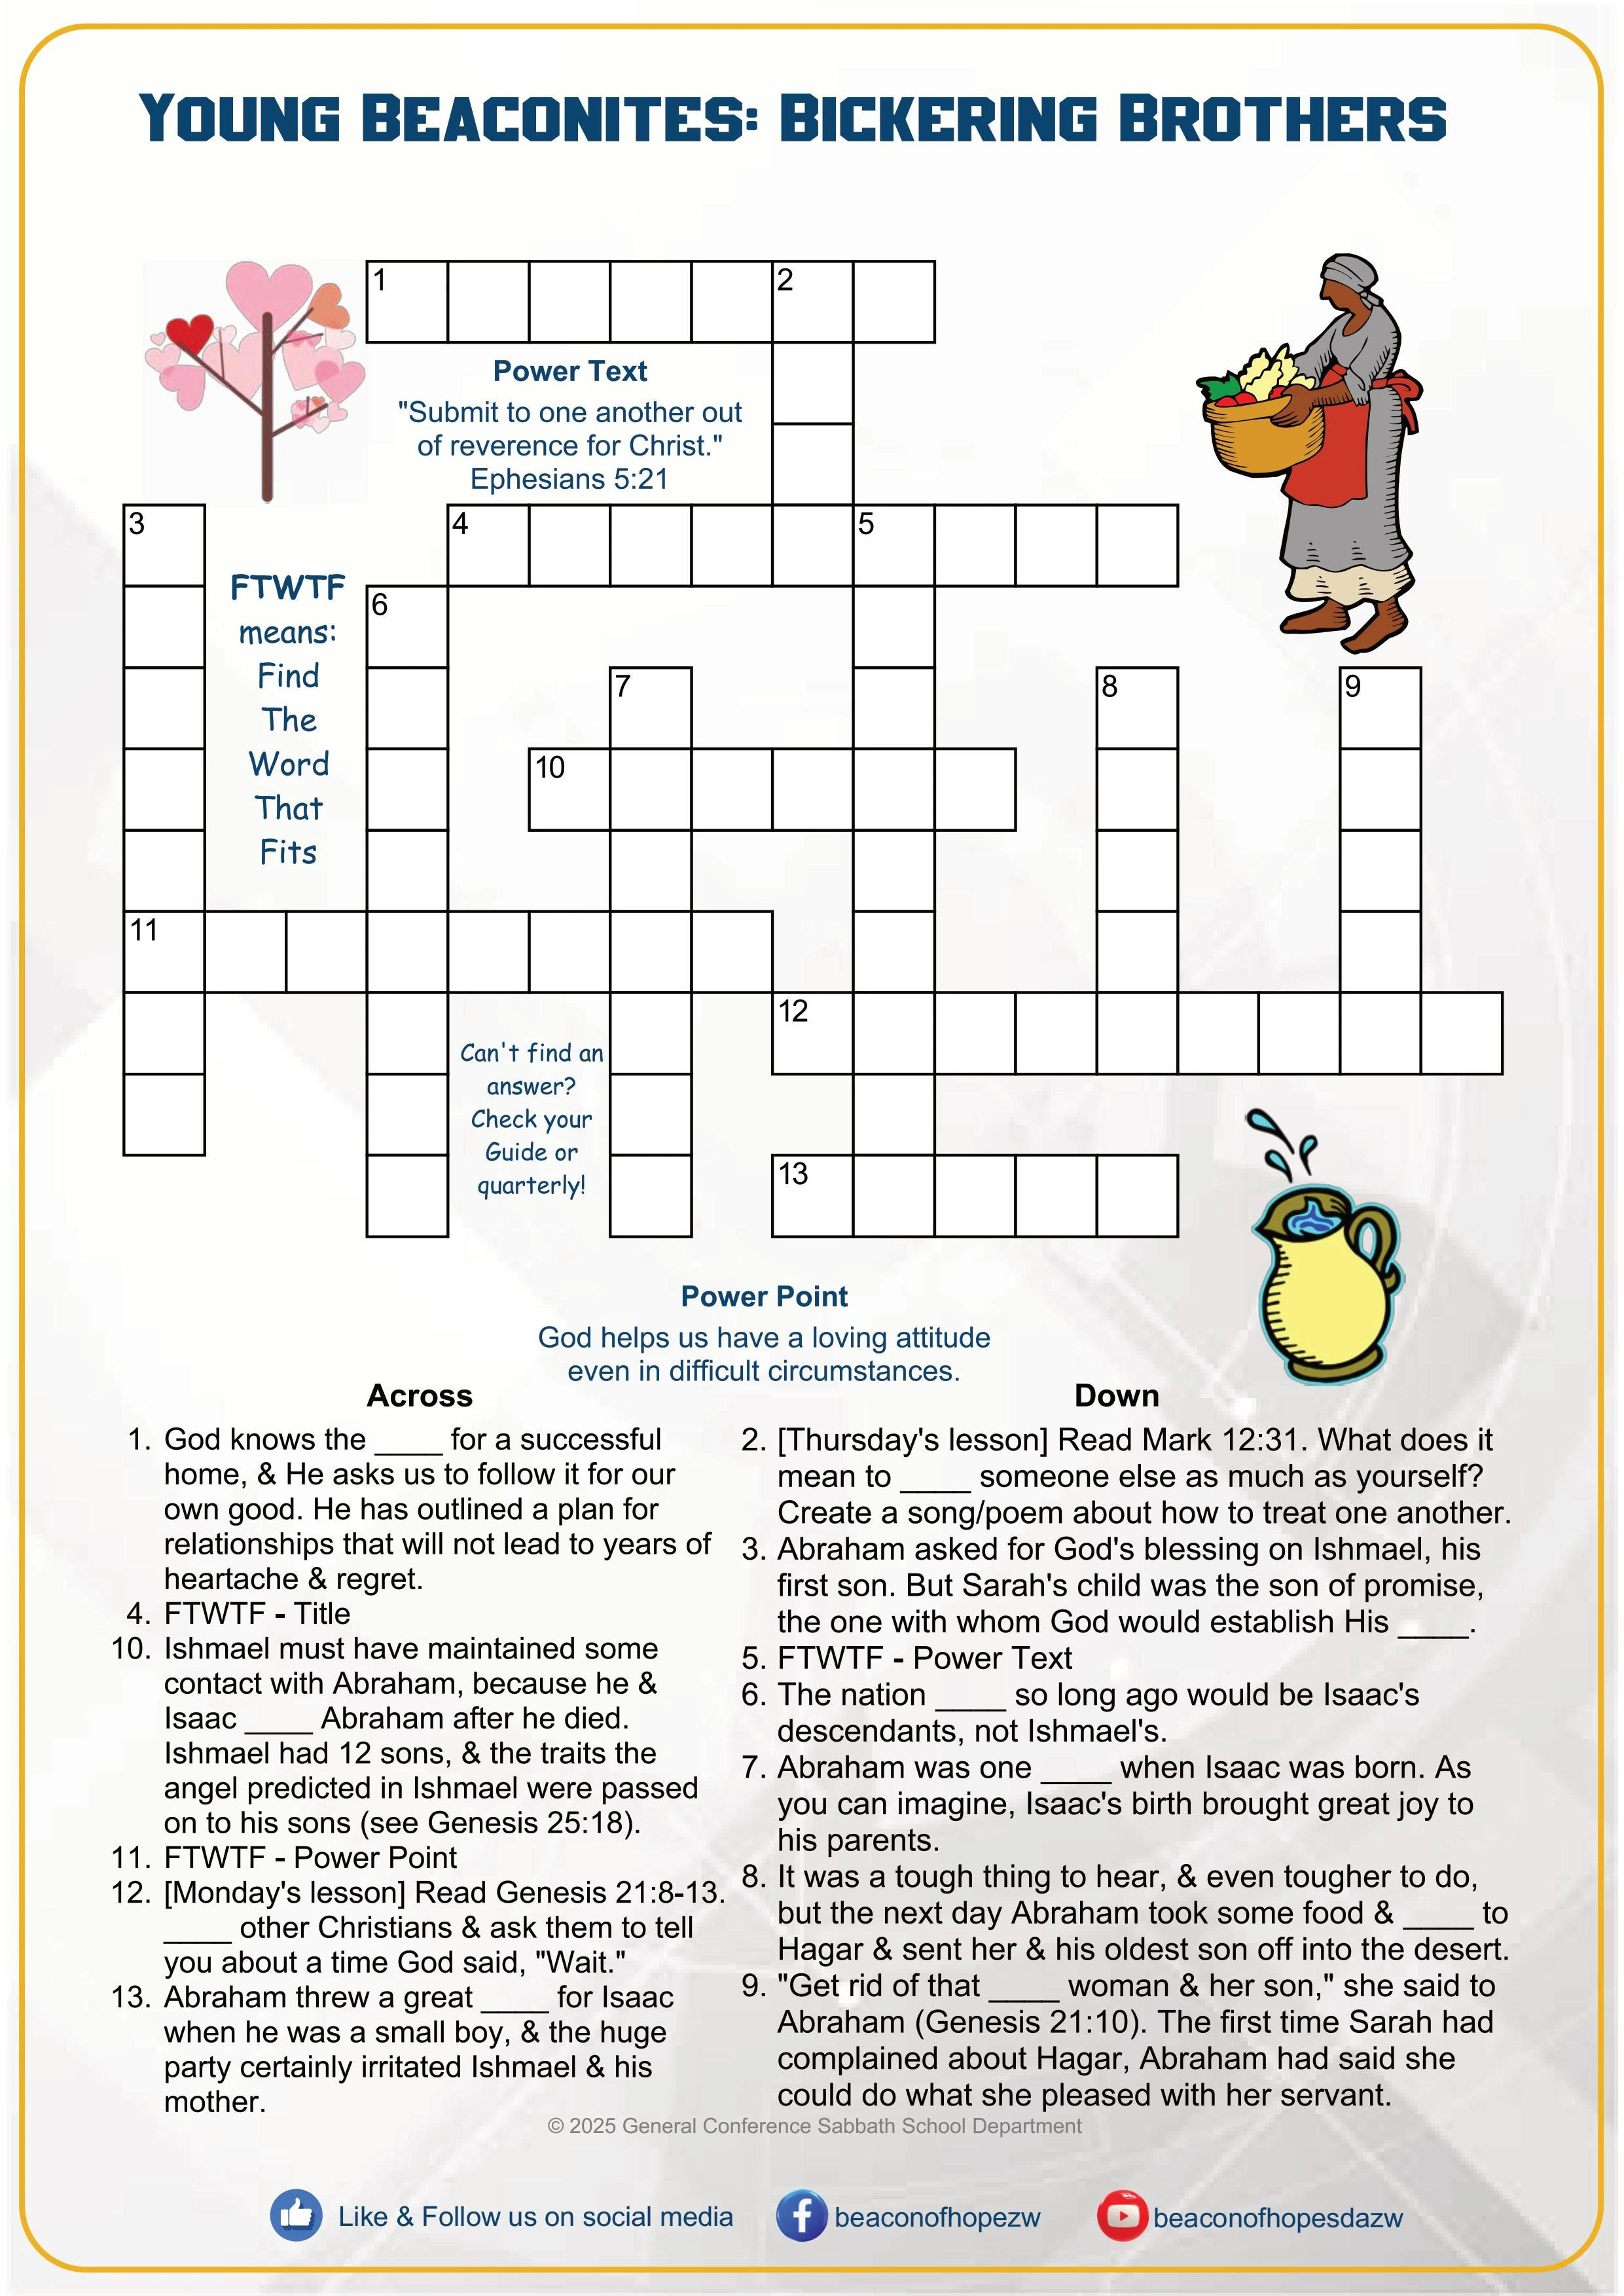 YOUNG BEACONITES: BICKERING BROTHERS
1
2
Power Text
"Submit to one another out
of reverence for Christ."
Ephesians 5:21
3
4
5
FTWTF
means:
Find
The
Word
That
Fits
6
7
8
9
10
11
12
Can't find an
answer?
Check your
Guide or
quarterly!
13
Power Point
God helps us have a loving attitude
even in difficult circumstances.
Across
1. God knows the ____ for a successful
home, & He asks us to follow it for our
own good. He has outlined a plan for
relationships that will not lead to years of
heartache & regret.
4. FTWTF - Title
10. Ishmael must have maintained some
contact with Abraham, because he &
Isaac ____ Abraham after he died.
Ishmael had 12 sons, & the traits the
angel predicted in Ishmael were passed
on to his sons (see Genesis 25:18).
11. FTWTF - Power Point
12. [Monday's lesson] Read Genesis 21:8-13.
____ other Christians & ask them to tell
you about a time God said, "Wait."
13. Abraham threw a great ____ for Isaac
when he was a small boy, & the huge
party certainly irritated Ishmael & his
mother.
Down
2. [Thursday's lesson] Read Mark 12:31. What does it
mean to ____ someone else as much as yourself?
Create a song/poem about how to treat one another.
3. Abraham asked for God's blessing on Ishmael, his
first son. But Sarah's child was the son of promise,
the one with whom God would establish His ____.
5. FTWTF - Power Text
6. The nation ____ so long ago would be Isaac's
descendants, not Ishmael's.
7. Abraham was one ____ when Isaac was born. As
you can imagine, Isaac's birth brought great joy to
his parents.
8. It was a tough thing to hear, & even tougher to do,
but the next day Abraham took some food & ____ to
Hagar & sent her & his oldest son off into the desert.
9. "Get rid of that ____ woman & her son," she said to
Abraham (Genesis 21:10). The first time Sarah had
complained about Hagar, Abraham had said she
could do what she pleased with her servant.
© 2025 General Conference Sabbath School Department
Like & Follow us on social media
beaconofhopezw
beaconofhopesdazw